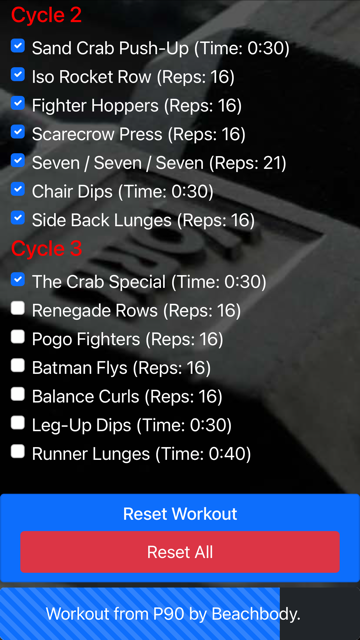 Cycle 2
Sand Crab Push-Up (Time: 0:30)
Iso Rocket Row (Reps: 16)
Fighter Hoppers (Reps: 16)
Scarecrow Press (Reps: 16)
Seven / Seven / Seven (Reps: 21)
Chair Dips (Time: 0:30)
Side Back Lunges (Reps: 16)
Cycle 3
The Crab Special (Time: 0:30)
Renegade Rows (Reps: 16)
Pogo Fighters (Reps: 16)
Batman Flys (Reps: 16)
Balance Curls (Reps: 16)
Leg-Up Dips (Time: 0:30)
Runner Lunges (Time: 0:40)
Reset Workout
Reset All
Workout from P90 by Beachbody.